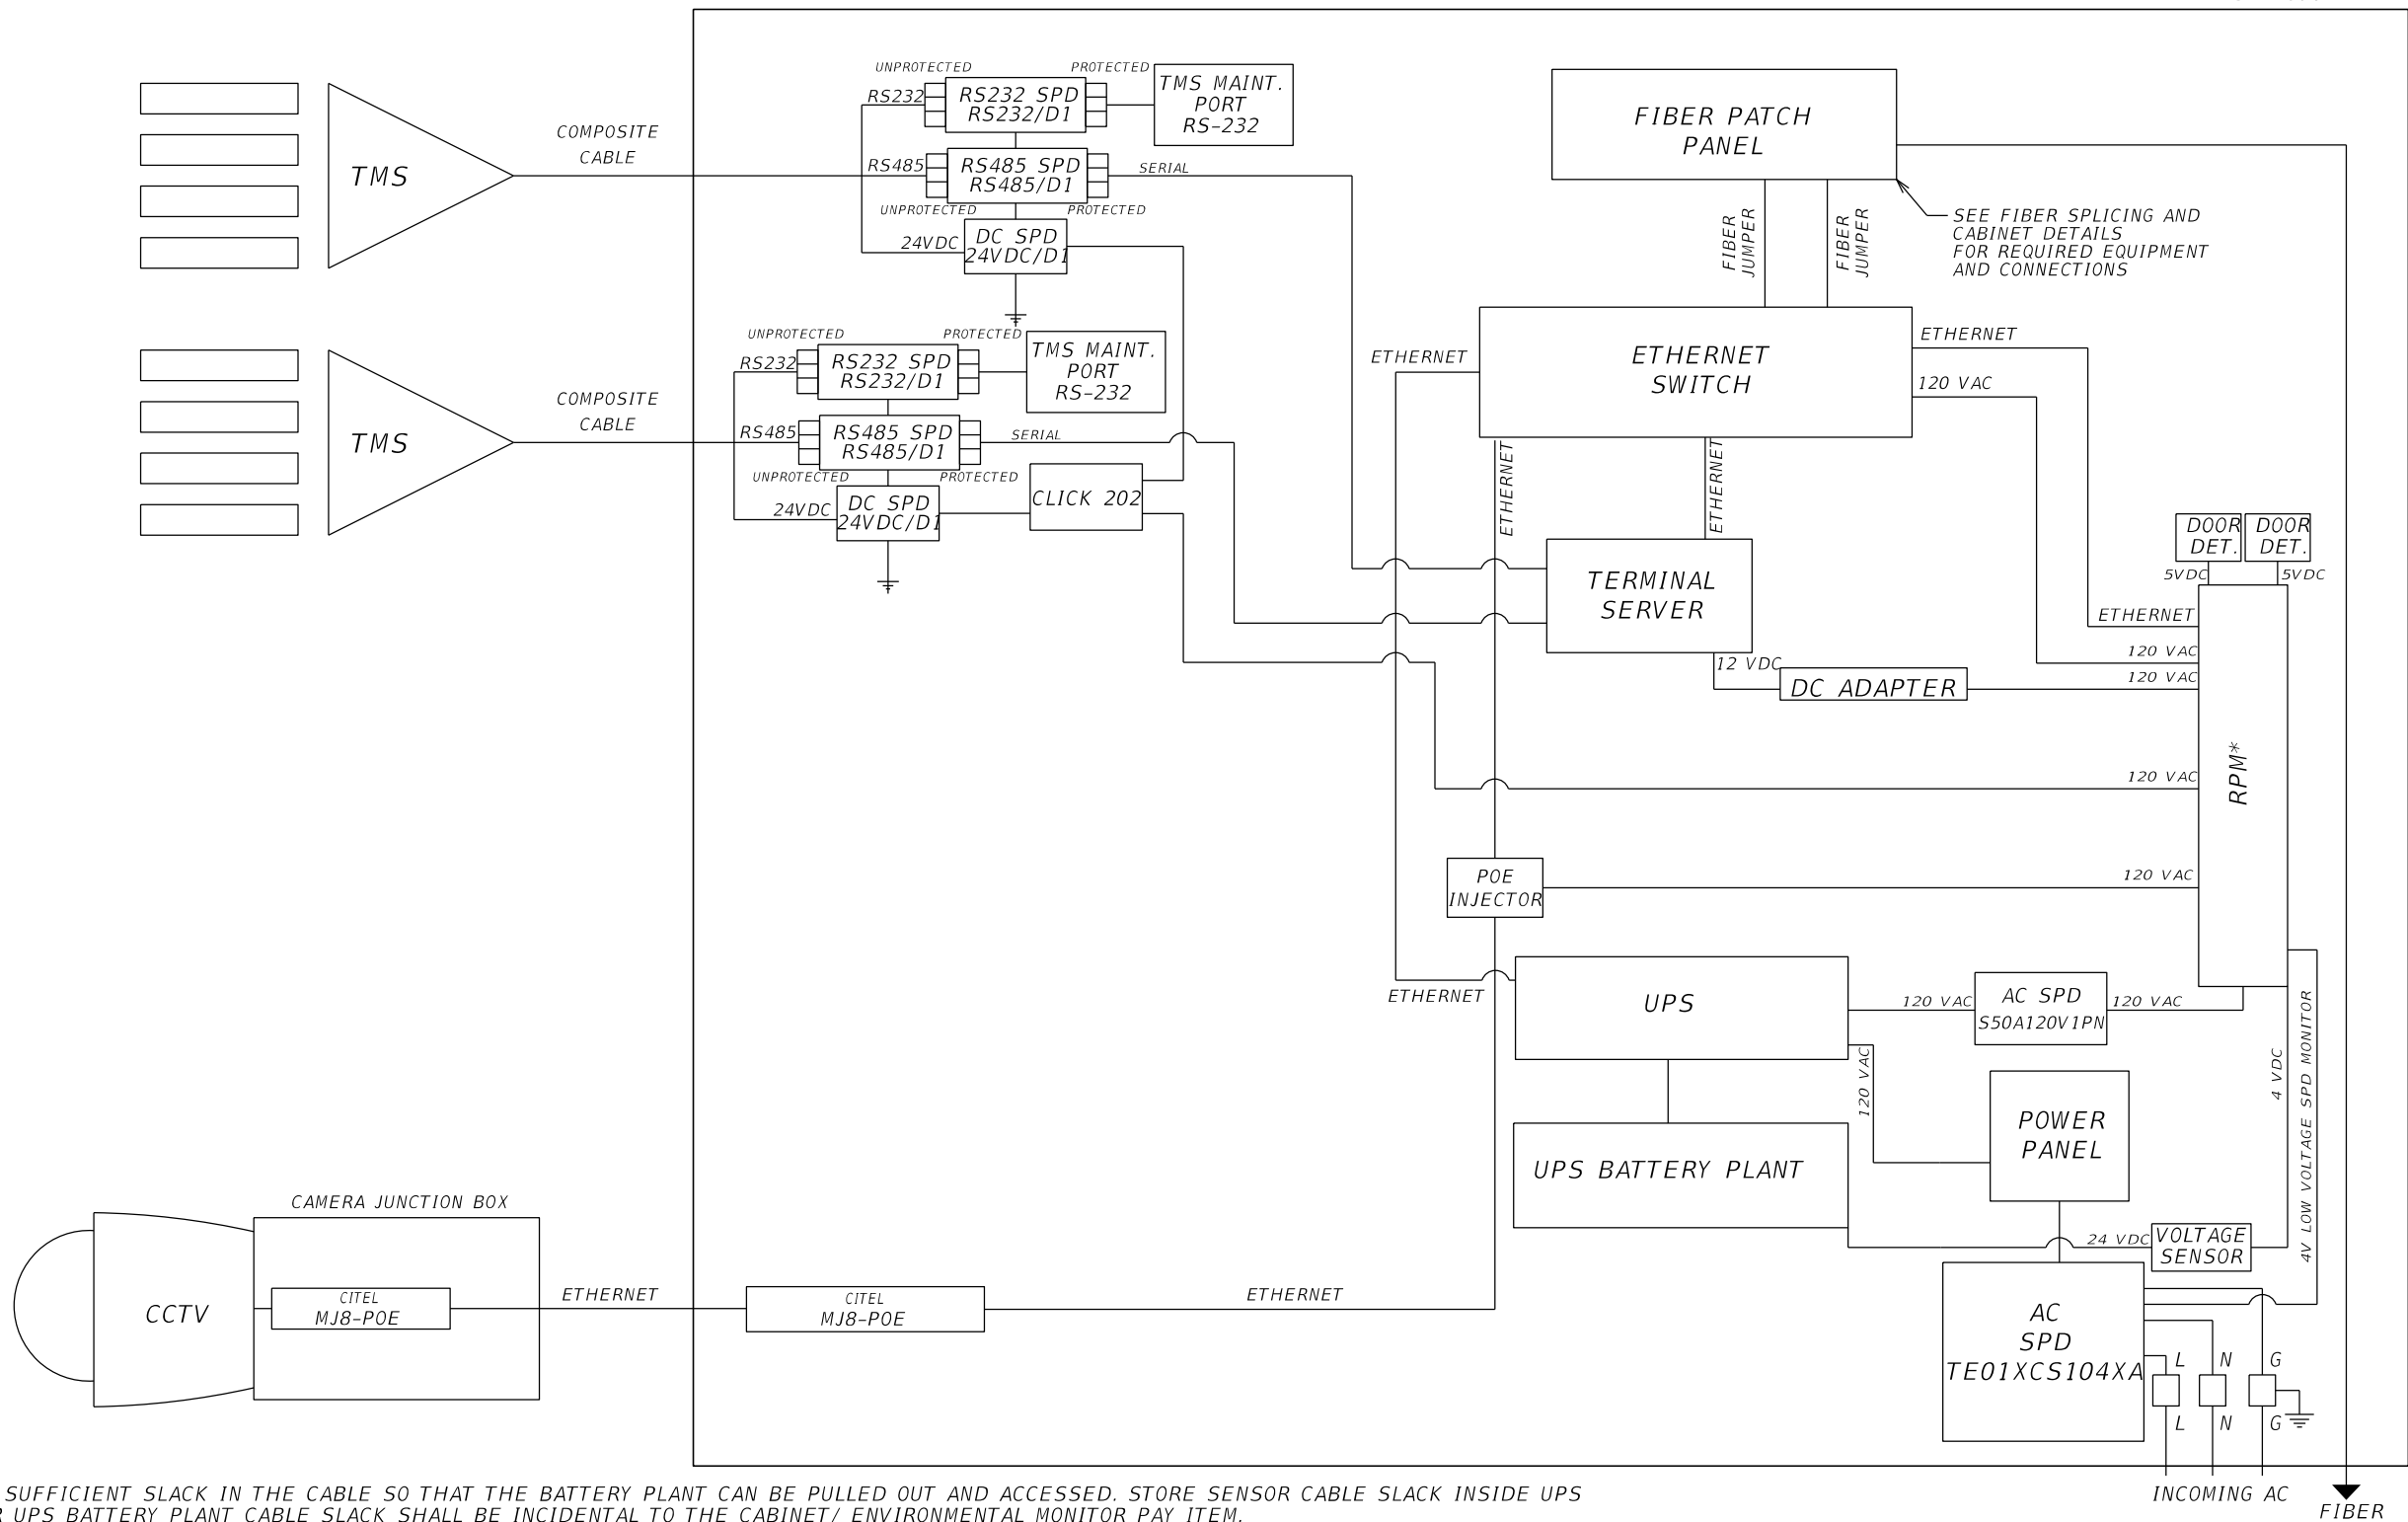 UNPROTECTED
PROTECTED
RS232
RS232 SPD
RS232/D1
TMS MAINT.
PORT
RS-232
COMPOSITE
CABLE
TMS
RS485
RS485 SPD
RS485/D1
SERIAL
UNPROTECTED
PROTECTED
24VDC
DC SPD
24VDC/D1
FIBER PATCH
PANEL
FIBER
JUMPER
FIBER
JUMPER
SEE FIBER SPLICING AND
CABINET DETAILS
FOR REQUIRED EQUIPMENT
AND CONNECTIONS
UNPROTECTED
PROTECTED
RS232
RS232 SPD
RS232/D1
TMS MAINT.
PORT
RS-232
COMPOSITE
CABLE
TMS
RS485
RS485 SPD
RS485/D1
SERIAL
UNPROTECTED
PROTECTED
24VDC
DC SPD
24VDC/D1
CLICK 202
ETHERNET
ETHERNET
SWITCH
ETHERNET
120 VAC
ETHERNET
ETHERNET
TERMINAL
SERVER
12 VDC
DC ADAPTER
DOOR
DET.
DOOR
DET.
5VDC
5VDC
ETHERNET
120 VAC
120 VAC
RPM*
120 VAC
POE
INJECTOR
120 VAC
ETHERNET
UPS
120 VAC
AC SPD
S50A120V1PN
120 VAC
120 VAC
4 VDC
4V LOW VOLTAGE SPD MONITOR
POWER
PANEL
UPS BATTERY PLANT
24 VDC
VOLTAGE
SENSOR
CAMERA JUNCTION BOX
CCTV
CITEL
MJ8-POE
ETHERNET
CITEL
MJ8-POE
ETHERNET
AC
SPD
TE01XCS104XA
L
N
G
L
N
G
INCOMING AC
FIBER
SUFFICIENT SLACK IN THE CABLE SO THAT THE BATTERY PLANT CAN BE PULLED OUT AND ACCESSED. STORE SENSOR CABLE SLACK INSIDE UPS
UPS BATTERY PLANT CABLE SLACK SHALL BE INCIDENTAL TO THE CABINET/ ENVIRONMENTAL MONITOR PAY ITEM.